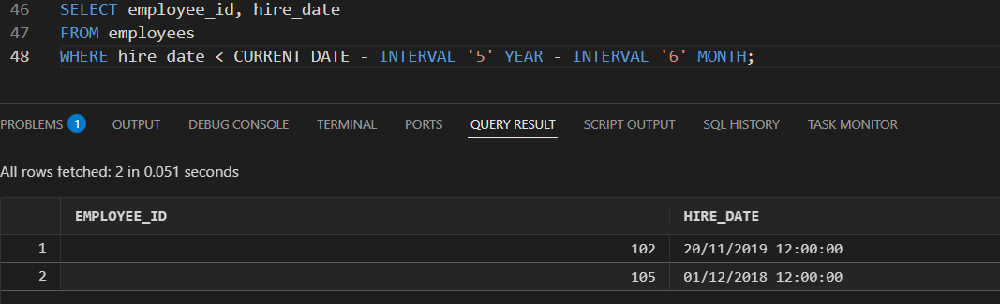 46 SELECT employee_id, hire_date
47 FROM employees
48 WHERE hire_date < CURRENT_DATE - INTERVAL '5' YEAR - INTERVAL '6' MONTH;
PROBLEMS 1 OUTPUT DEBUG CONSOLE TERMINAL PORTS QUERY RESULT SCRIPT OUTPUT SQL HISTORY TASK MONITOR
All rows fetched: 2 in 0.051 seconds
EMPLOYEE_ID HIRE_DATE
1 102 20/11/2019 12:00:00
2 105 01/12/2018 12:00:00